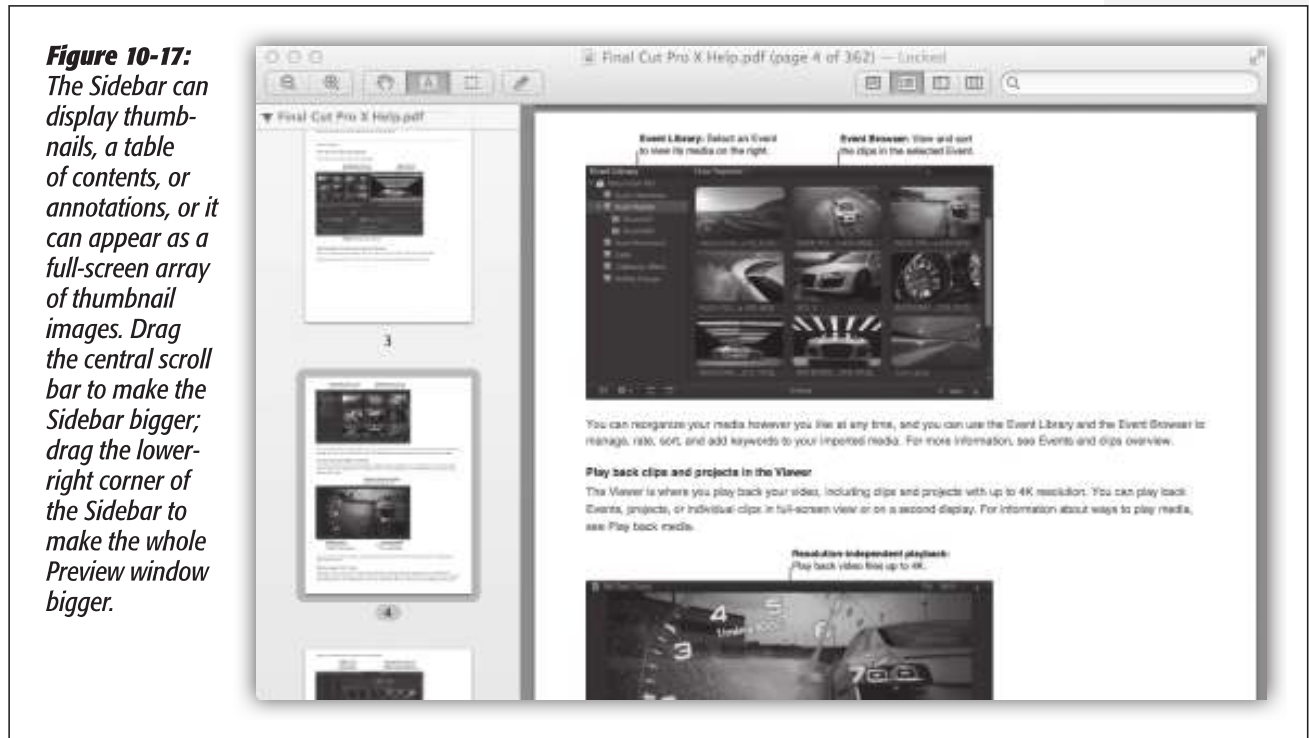 Figure 10-17:
The Sidebar can
display thumb-
nails, a table
of contents, or
annotations, or it
can appear as a
full-screen array
of thumbnail
images. Drag
the central scroll
bar to make the
Sidebar bigger;
drag the lower-
right corner of
the Sidebar to
make the whole
Preview window
bigger.
Final Cut Pro X Help.pdf (page 4 of 362) — Locked
Final Cut Pro X Help.pdf
3
4
Event Library: Select an Event
to view its media on the right.
Event Browser: View and sort
the clips in the selected Event.
Event Library
You can reorganize your media however you like at any time, and you can use the Event Library and the Event Browser to
manage, rate, sort, and add keywords to your imported media. For more information, see Events and clips overview.
Play back clips and projects in the Viewer
The Viewer is where you play back your video, including clips and projects with up to 4K resolution. You can play back
Events, projects, or individual clips in full-screen view or on a second display. For information about ways to play media,
see Play back media.
Resolution-independent playback:
Play back video files up to 4K.
4
5
6
3
700